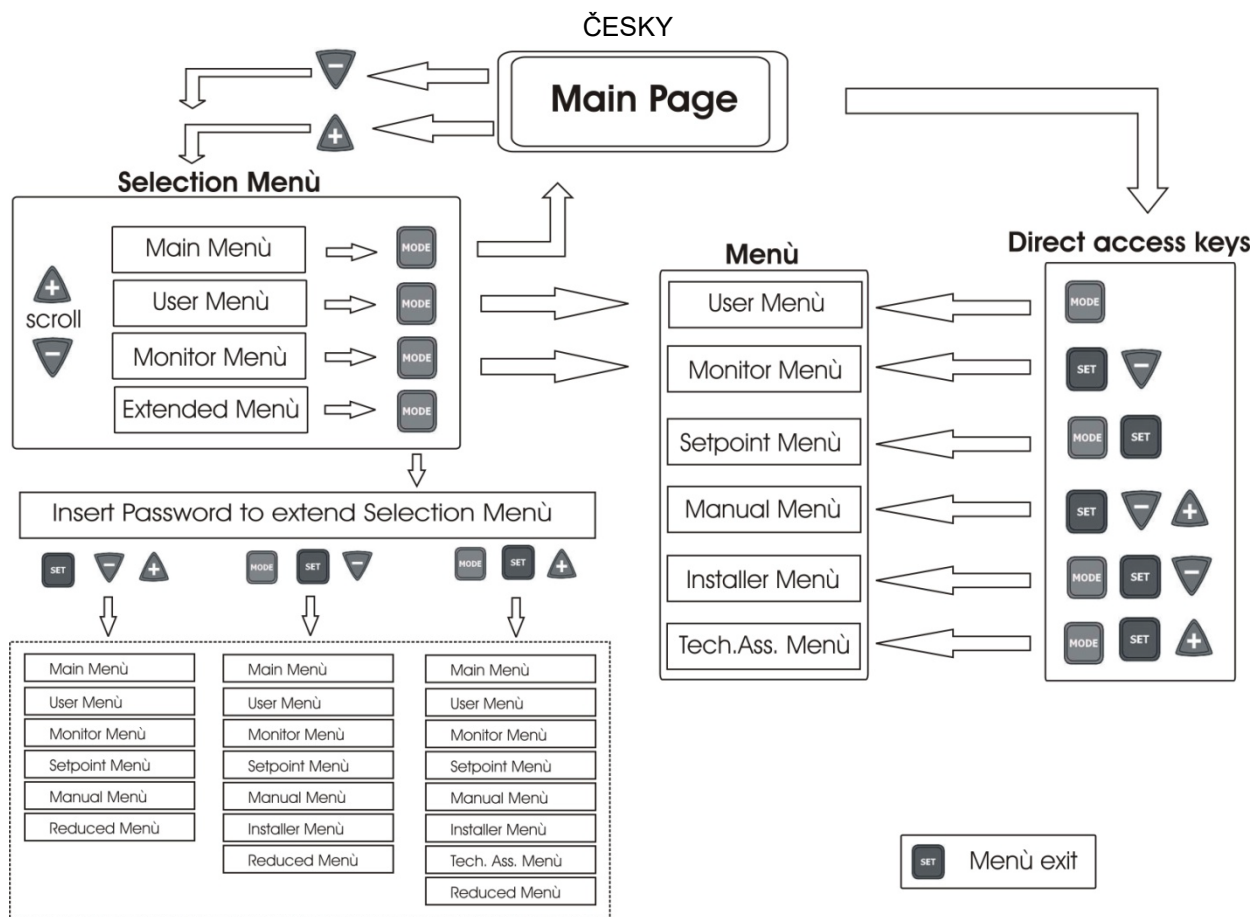 ČESKY
Main Page
−
+
Selection Menù
Main Menù
MODE
User Menù
MODE
Monitor Menù
MODE
Extended Menù
MODE
+
scroll
−
Insert Password to extend Selection Menù
SET − +
MODE SET −
MODE SET +
Main Menù
User Menù
Monitor Menù
Setpoint Menù
Manual Menù
Reduced Menù
Main Menù
User Menù
Monitor Menù
Setpoint Menù
Manual Menù
Installer Menù
Reduced Menù
Main Menù
User Menù
Monitor Menù
Setpoint Menù
Manual Menù
Installer Menù
Tech. Ass. Menù
Reduced Menù
Menù
User Menù
Monitor Menù
Setpoint Menù
Manual Menù
Installer Menù
Tech.Ass. Menù
Direct access keys
MODE
SET −
MODE SET
SET − +
MODE SET −
MODE SET +
SET Menù exit